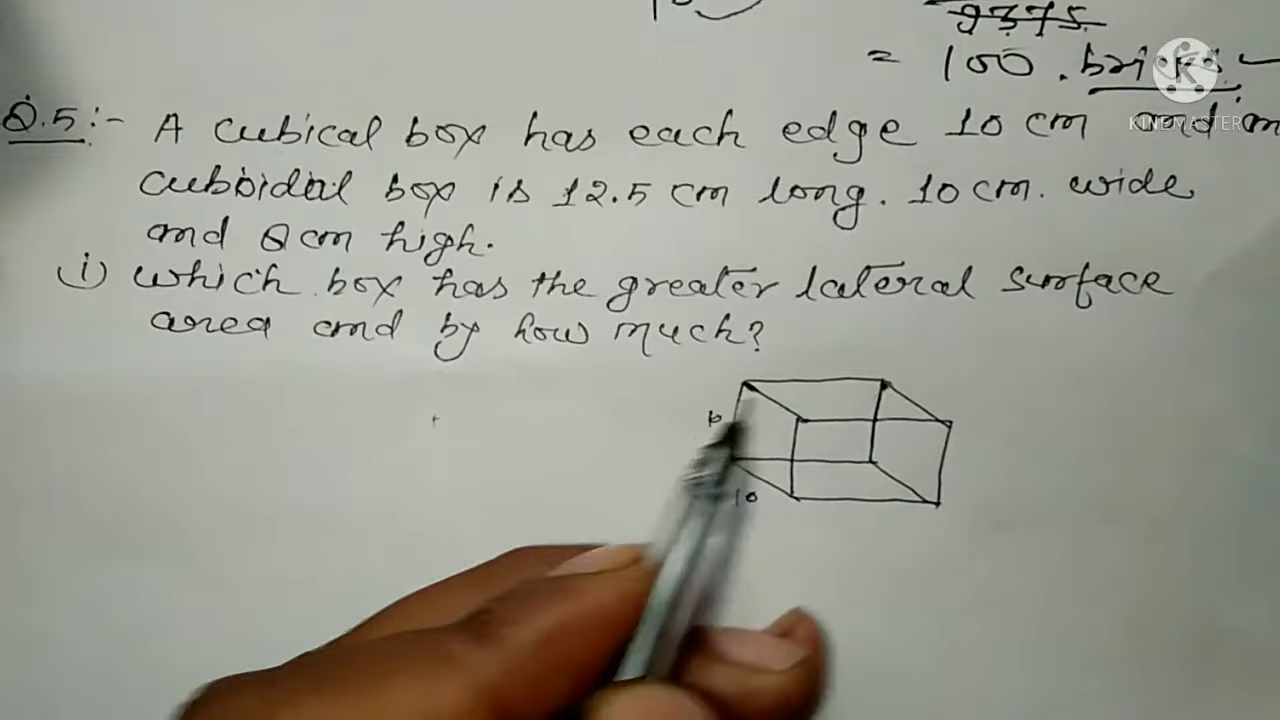 9375
= 100. bricks
KINEMASTER
Q.5:- A cubical box has each edge 10 cm and
cuboidal box is 12.5 cm long. 10 cm. wide
and 8 cm high.
(i) which box has the greater lateral surface
area and by how much?
10